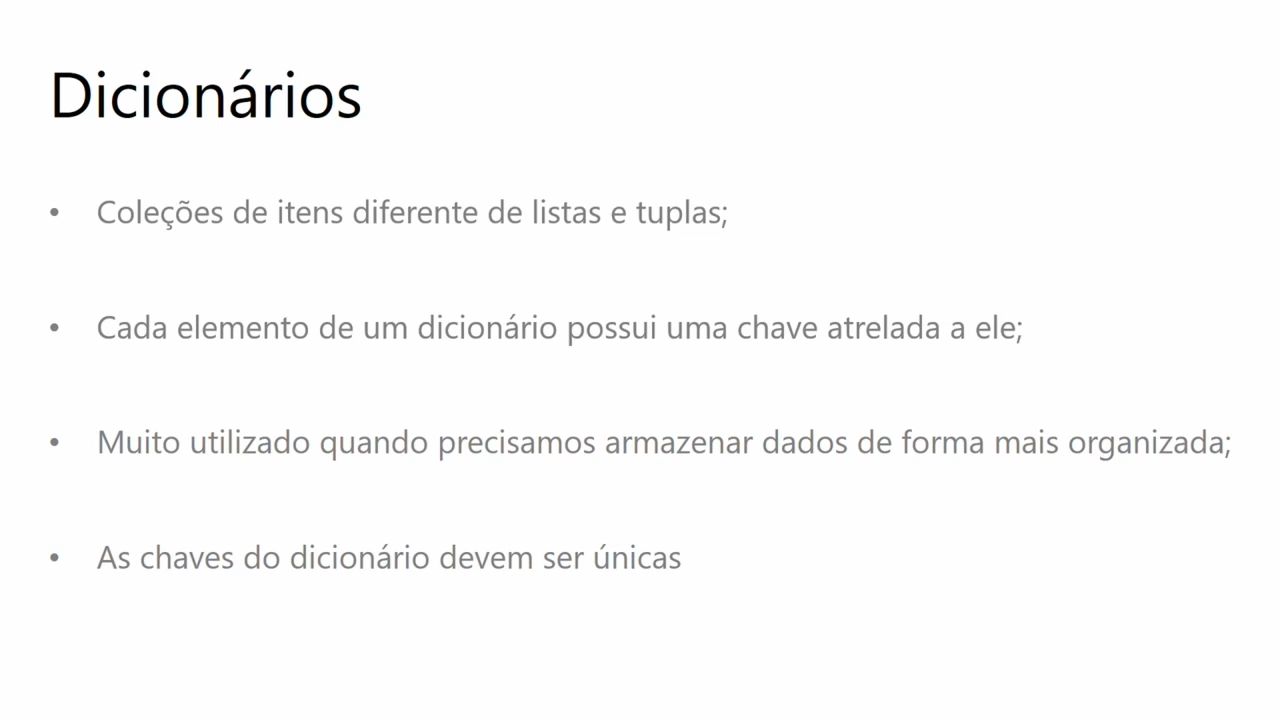 Dicionários
• Coleções de itens diferente de listas e tuplas;
• Cada elemento de um dicionário possui uma chave atrelada a ele;
• Muito utilizado quando precisamos armazenar dados de forma mais organizada;
• As chaves do dicionário devem ser únicas